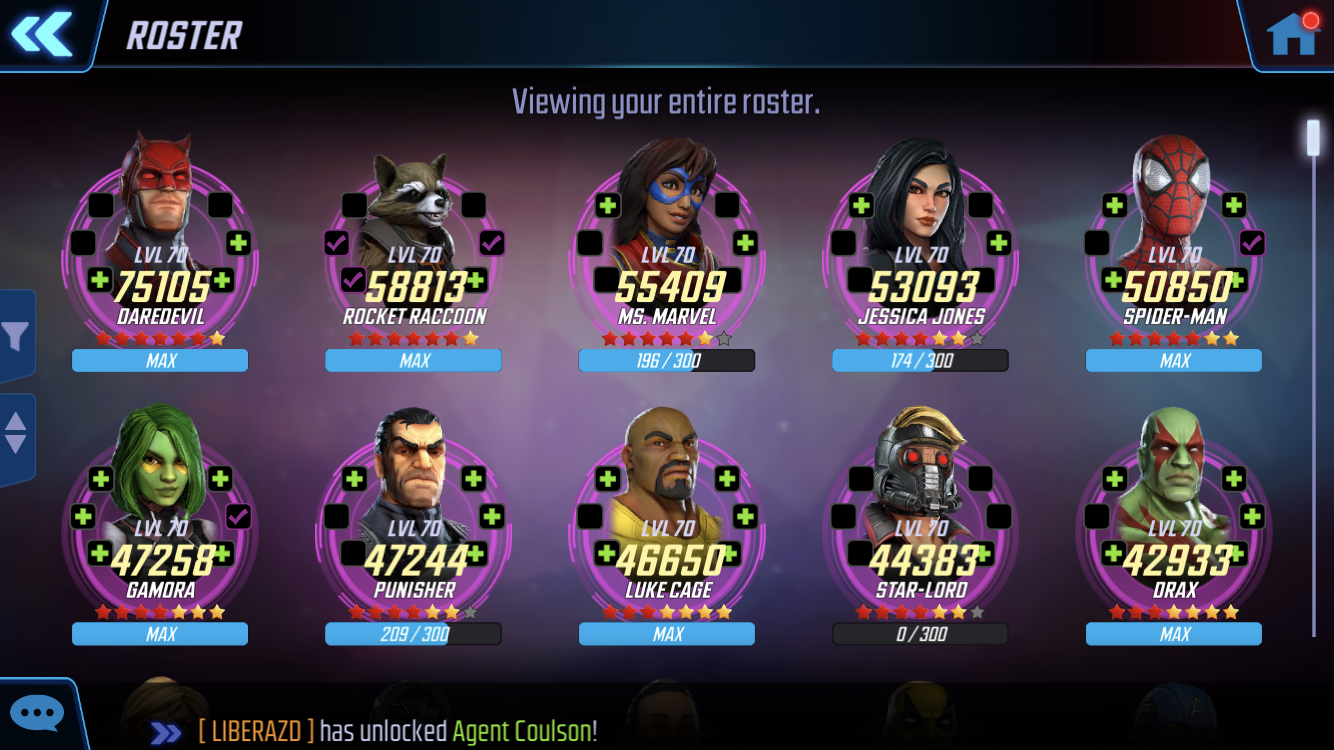 ROSTER
Viewing your entire roster.
LVL 70 LVL 70 LVL 70 LVL 70 LVL 70
75105 58813 55409 53093 50850
DAREDEVIL ROCKET RACCOON MS. MARVEL JESSICA JONES SPIDER-MAN
MAX MAX 196 / 300 174 / 300 MAX
LVL 70 LVL 70 LVL 70 LVL 70 LVL 70
47258 47244 46650 44383 42933
GAMORA PUNISHER LUKE CAGE STAR-LORD DRAX
MAX 209 / 300 MAX 0 / 300 MAX
[ LIBERAZD ] has unlocked Agent Coulson!